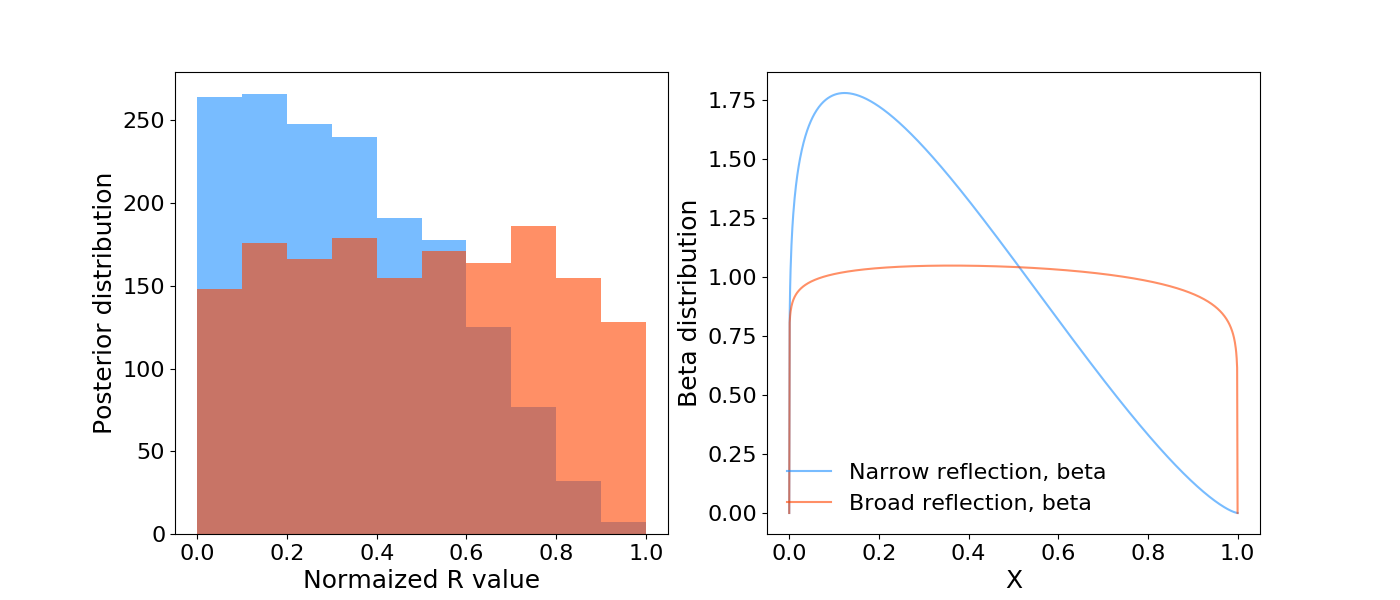 Posterior distribution
250
200
150
100
50
0
0.0 0.2 0.4 0.6 0.8 1.0
Normaized R value
Beta distribution
1.75
1.50
1.25
1.00
0.75
0.50
0.25
0.00
Narrow reflection, beta
Broad reflection, beta
0.0 0.2 0.4 0.6 0.8 1.0
X